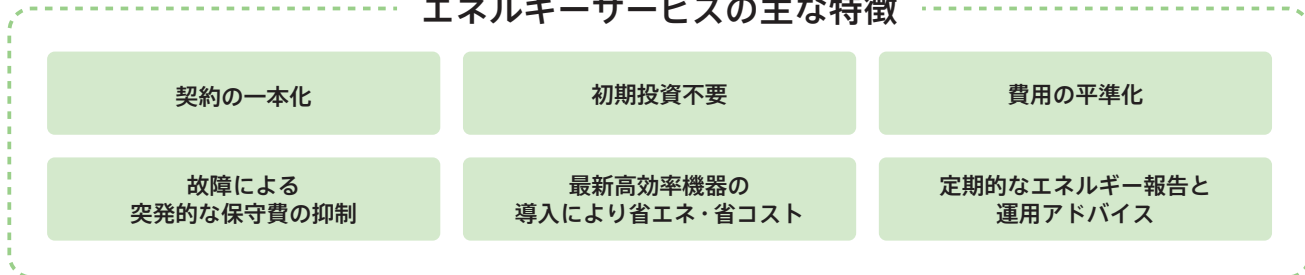 エネルギーサービスの主な特徴
契約の一本化
初期投資不要
費用の平準化
故障による
突発的な保守費の抑制
最新高効率機器の
導入により省エネ・省コスト
定期的なエネルギー報告と
運用アドバイス